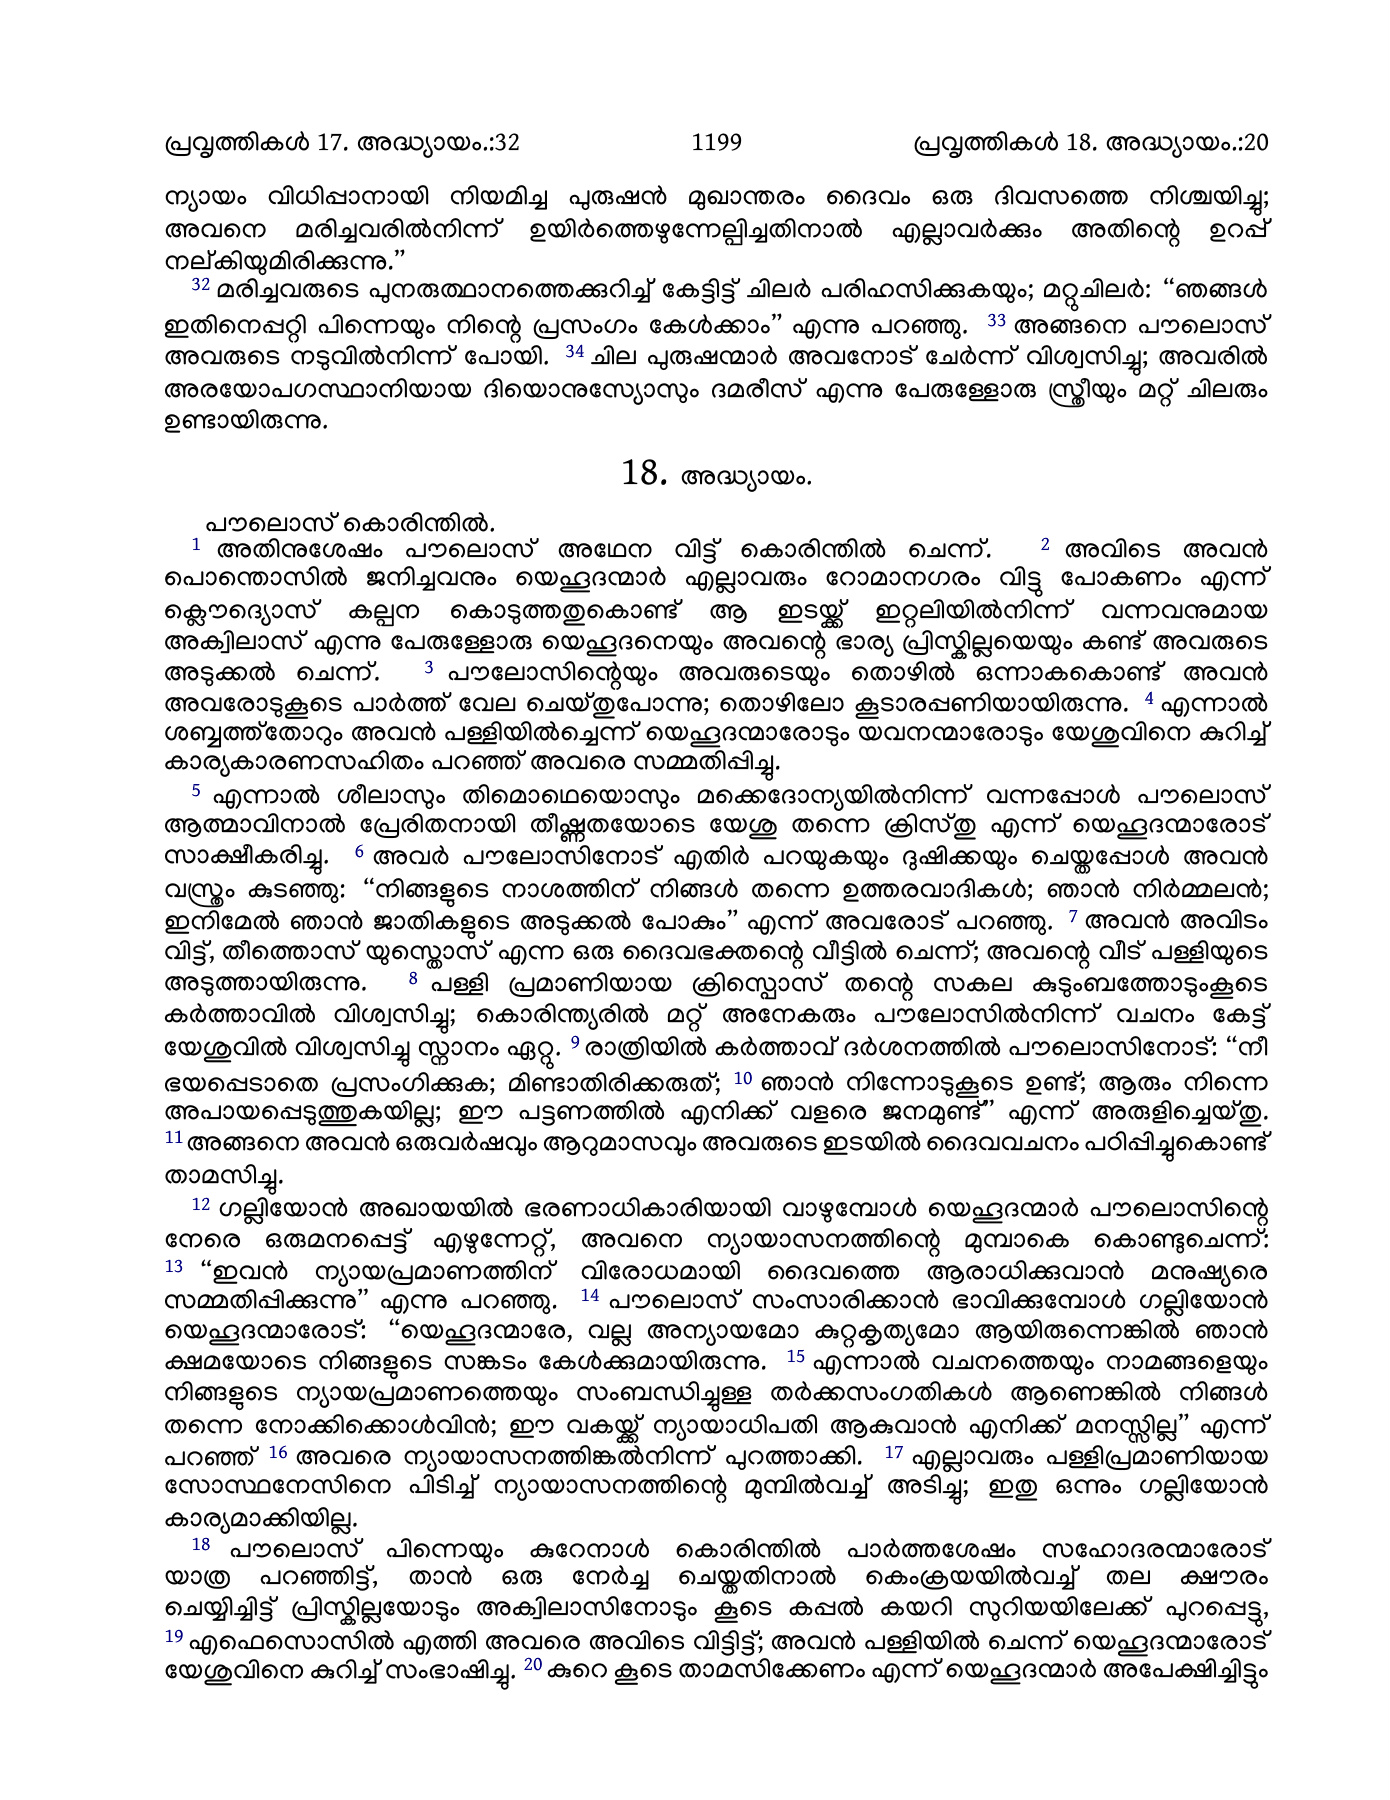 പ്രവൃത്തികൾ 17. അദ്ധ്യായം.:32 1199 പ്രവൃത്തികൾ 18. അദ്ധ്യായം.:20
ന്യായം വിധിപ്പാനായി നിയമിച്ച പുരുഷൻ മുഖാന്തരം ദൈവം ഒരു ദിവസത്തെ നിശ്ചയിച്ചു;
അവനെ മരിച്ചവരിൽനിന്ന് ഉയിർത്തെഴുന്നേല്പിച്ചതിനാൽ എല്ലാവർക്കും അതിന്റെ ഉറപ്പ്
നല്കിയുമിരിക്കുന്നു.”
32 മരിച്ചവരുടെ പുനരുത്ഥാനത്തെക്കുറിച്ച് കേട്ടിട്ട് ചിലർ പരിഹസിക്കുകയും; മറ്റുചിലർ: “ഞങ്ങൾ
ഇതിനെപ്പറ്റി പിന്നെയും നിന്റെ പ്രസംഗം കേൾക്കാം” എന്നു പറഞ്ഞു. 33 അങ്ങനെ പൗലൊസ്
അവരുടെ നടുവിൽനിന്ന് പോയി. 34 ചില പുരുഷന്മാർ അവനോട് ചേർന്ന് വിശ്വസിച്ചു; അവരിൽ
അരയോപഗസ്ഥാനിയായ ദിയൊനുസ്യോസും ദമരീസ് എന്നു പേരുള്ളോരു സ്ത്രീയും മറ്റ് ചിലരും
ഉണ്ടായിരുന്നു.
18. അദ്ധ്യായം.
പൗലൊസ് കൊരിന്തിൽ.
1 അതിനുശേഷം പൗലൊസ് അഥേന വിട്ട് കൊരിന്തിൽ ചെന്ന്. 2 അവിടെ അവൻ
പൊന്തൊസിൽ ജനിച്ചവനും യെഹൂദന്മാർ എല്ലാവരും റോമാനഗരം വിട്ടു പോകണം എന്ന്
ക്ലൌദ്യൊസ് കല്പന കൊടുത്തതുകൊണ്ട് ആ ഇടയ്ക്ക് ഇറ്റലിയിൽനിന്ന് വന്നവനുമായ
അക്വിലാസ് എന്നു പേരുള്ളോരു യെഹൂദനെയും അവന്റെ ഭാര്യ പ്രിസ്കില്ലയെയും കണ്ട് അവരുടെ
അടുക്കൽ ചെന്ന്. 3 പൗലോസിന്റെയും അവരുടെയും തൊഴിൽ ഒന്നാകകൊണ്ട് അവൻ
അവരോടുകൂടെ പാർത്ത് വേല ചെയ്തുപോന്നു; തൊഴിലോ കൂടാരപ്പണിയായിരുന്നു. 4 എന്നാൽ
ശബ്ബത്ത്തോറും അവൻ പള്ളിയിൽച്ചെന്ന് യെഹൂദന്മാരോടും യവനന്മാരോടും യേശുവിനെ കുറിച്ച്
കാര്യകാരണസഹിതം പറഞ്ഞ് അവരെ സമ്മതിപ്പിച്ചു.
5 എന്നാൽ ശീലാസും തിമൊഥെയൊസും മക്കെദോന്യയിൽനിന്ന് വന്നപ്പോൾ പൗലൊസ്
ആത്മാവിനാൽ പ്രേരിതനായി തീഷ്ണതയോടെ യേശു തന്നെ ക്രിസ്തു എന്ന് യെഹൂദന്മാരോട്
സാക്ഷീകരിച്ചു. 6 അവർ പൗലോസിനോട് എതിർ പറയുകയും ദുഷിക്കയും ചെയ്തപ്പോൾ അവൻ
വസ്ത്രം കുടഞ്ഞു: “നിങ്ങളുടെ നാശത്തിന് നിങ്ങൾ തന്നെ ഉത്തരവാദികൾ; ഞാൻ നിർമ്മലൻ;
ഇനിമേൽ ഞാൻ ജാതികളുടെ അടുക്കൽ പോകും” എന്ന് അവരോട് പറഞ്ഞു. 7 അവൻ അവിടം
വിട്ട്, തീത്തൊസ് യുസ്തൊസ് എന്ന ഒരു ദൈവഭക്തന്റെ വീട്ടിൽ ചെന്ന്; അവന്റെ വീട് പള്ളിയുടെ
അടുത്തായിരുന്നു. 8 പള്ളി പ്രമാണിയായ ക്രിസ്പൊസ് തന്റെ സകല കുടുംബത്തോടുംകൂടെ
കർത്താവിൽ വിശ്വസിച്ചു; കൊരിന്ത്യരിൽ മറ്റ് അനേകരും പൗലോസിൽനിന്ന് വചനം കേട്ട്
യേശുവിൽ വിശ്വസിച്ചു സ്നാനം ഏറ്റു. 9 രാത്രിയിൽ കർത്താവ് ദർശനത്തിൽ പൗലൊസിനോട്: “നീ
ഭയപ്പെടാതെ പ്രസംഗിക്കുക; മിണ്ടാതിരിക്കരുത്; 10 ഞാൻ നിന്നോടുകൂടെ ഉണ്ട്; ആരും നിന്നെ
അപായപ്പെടുത്തുകയില്ല; ഈ പട്ടണത്തിൽ എനിക്ക് വളരെ ജനമുണ്ട്” എന്ന് അരുളിച്ചെയ്തു.
11 അങ്ങനെ അവൻ ഒരുവർഷവും ആറുമാസവും അവരുടെ ഇടയിൽ ദൈവവചനം പഠിപ്പിച്ചുകൊണ്ട്
താമസിച്ചു.
12 ഗല്ലിയോൻ അഖായയിൽ ഭരണാധികാരിയായി വാഴുമ്പോൾ യെഹൂദന്മാർ പൗലൊസിന്റെ
നേരെ ഒരുമനപ്പെട്ട് എഴുന്നേറ്റ്, അവനെ ന്യായാസനത്തിന്റെ മുമ്പാകെ കൊണ്ടുചെന്ന്:
13 “ഇവൻ ന്യായപ്രമാണത്തിന് വിരോധമായി ദൈവത്തെ ആരാധിക്കുവാൻ മനുഷ്യരെ
സമ്മതിപ്പിക്കുന്നു” എന്നു പറഞ്ഞു. 14 പൗലൊസ് സംസാരിക്കാൻ ഭാവിക്കുമ്പോൾ ഗല്ലിയോൻ
യെഹൂദന്മാരോട്: “യെഹൂദന്മാരേ, വല്ല അന്യായമോ കുറ്റകൃത്യമോ ആയിരുന്നെങ്കിൽ ഞാൻ
ക്ഷമയോടെ നിങ്ങളുടെ സങ്കടം കേൾക്കുമായിരുന്നു. 15 എന്നാൽ വചനത്തെയും നാമങ്ങളെയും
നിങ്ങളുടെ ന്യായപ്രമാണത്തെയും സംബന്ധിച്ചുള്ള തർക്കസംഗതികൾ ആണെങ്കിൽ നിങ്ങൾ
തന്നെ നോക്കിക്കൊൾവിൻ; ഈ വകയ്ക്ക് ന്യായാധിപതി ആകുവാൻ എനിക്ക് മനസ്സില്ല” എന്ന്
പറഞ്ഞ് 16 അവരെ ന്യായാസനത്തിങ്കൽനിന്ന് പുറത്താക്കി. 17 എല്ലാവരും പള്ളിപ്രമാണിയായ
സോസ്ഥനേസിനെ പിടിച്ച് ന്യായാസനത്തിന്റെ മുമ്പിൽവച്ച് അടിച്ചു; ഇതു ഒന്നും ഗല്ലിയോൻ
കാര്യമാക്കിയില്ല.
18 പൗലൊസ് പിന്നെയും കുറേനാൾ കൊരിന്തിൽ പാർത്തശേഷം സഹോദരന്മാരോട്
യാത്ര പറഞ്ഞിട്ട്, താൻ ഒരു നേർച്ച ചെയ്തതിനാൽ കെംക്രയയിൽവച്ച് തല ക്ഷൗരം
ചെയ്യിച്ചിട്ട് പ്രിസ്കില്ലയോടും അക്വിലാസിനോടും കൂടെ കപ്പൽ കയറി സുറിയയിലേക്ക് പുറപ്പെട്ടു,
19 എഫെസൊസിൽ എത്തി അവരെ അവിടെ വിട്ടിട്ട്; അവൻ പള്ളിയിൽ ചെന്ന് യെഹൂദന്മാരോട്
യേശുവിനെ കുറിച്ച് സംഭാഷിച്ചു. 20 കുറെ കൂടെ താമസിക്കേണം എന്ന് യെഹൂദന്മാർ അപേക്ഷിച്ചിട്ടും